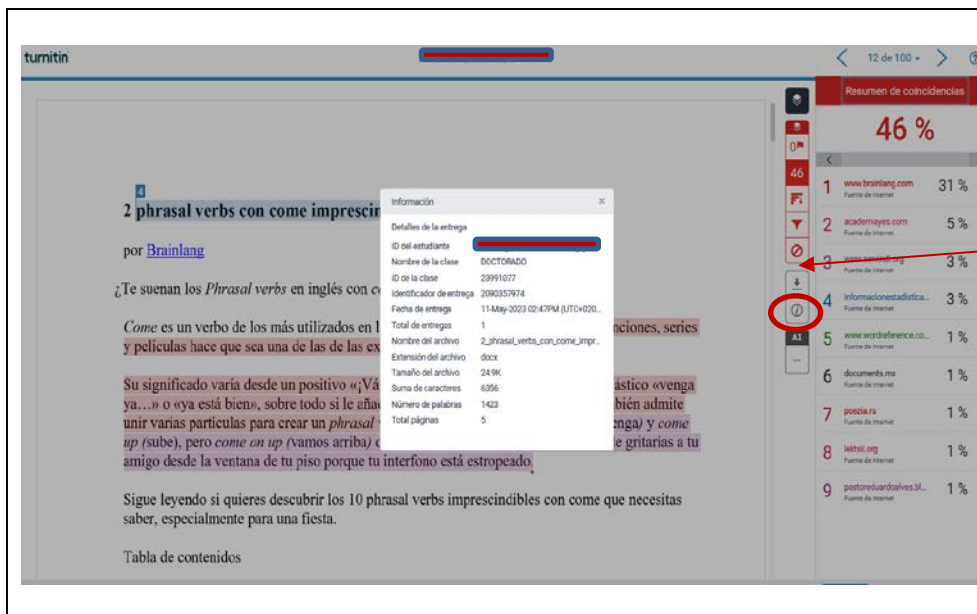 turnitin
12 de 100
Resumen de coincidencias
46 %
0
46
AI
4
2 phrasal verbs con come imprescin
por Brainlang
¿Te suenan los Phrasal verbs en inglés con c
Come es un verbo de los más utilizados en l
nciones, series
y películas hace que sea una de las de las ex
Su significado varía desde un positivo «¡Vá
ástico «venga
ya…» o «ya está bien», sobre todo si le aña
bién admite
unir varias partículas para crear un phrasal
enga) y come
up (sube), pero come on up (vamos arriba)
e gritarías a tu
amigo desde la ventana de tu piso porque tu interfono está estropeado.
Sigue leyendo si quieres descubrir los 10 phrasal verbs imprescindibles con come que necesitas
saber, especialmente para una fiesta.
Tabla de contenidos
Información
Detalles de la entrega
ID del estudiante
Nombre de la clase DOCTORADO
ID de la clase 23991077
Identificador de entrega 2090357974
Fecha de entrega 11-May-2023 02:47PM (UTC+020...
Total de entregas 1
Nombre del archivo 2_phrasal_verbs_con_come_impr...
Extensión del archivo docx
Tamaño del archivo 24.9K
Suma de caracteres 6356
Número de palabras 1423
Total páginas 5
1 www.brainlang.com 31 %
Fuente de Internet
2 academayes.com 5 %
Fuente de Internet
3 3 %
Fuente de Internet
4 informacionestadistica... 3 %
Fuente de Internet
5 www.wordreference.co... 1 %
Fuente de Internet
6 documents.mx 1 %
Fuente de Internet
7 poezia.ru 1 %
Fuente de Internet
8 lektsii.org 1 %
Fuente de Internet
9 pastoreduardoalves.bl... 1 %
Fuente de Internet